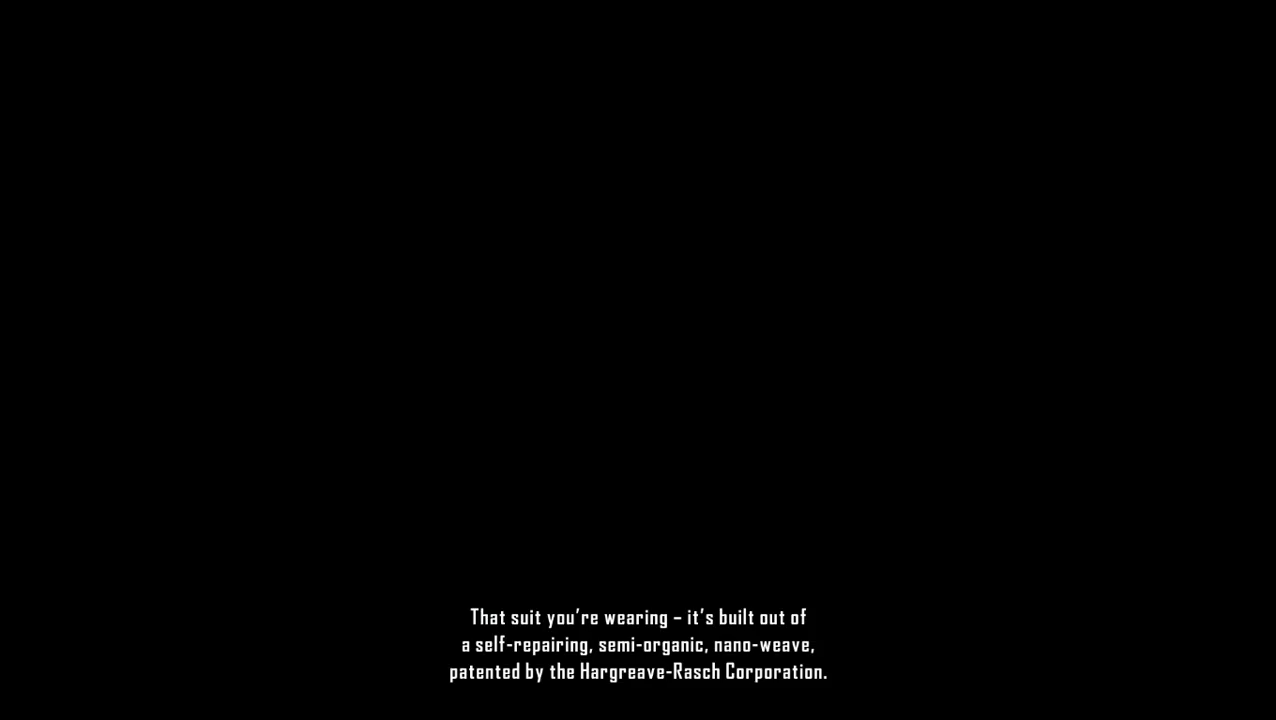 That suit you're wearing – it's built out of
a self-repairing, semi-organic, nano-weave,
patented by the Hargreave-Rasch Corporation.